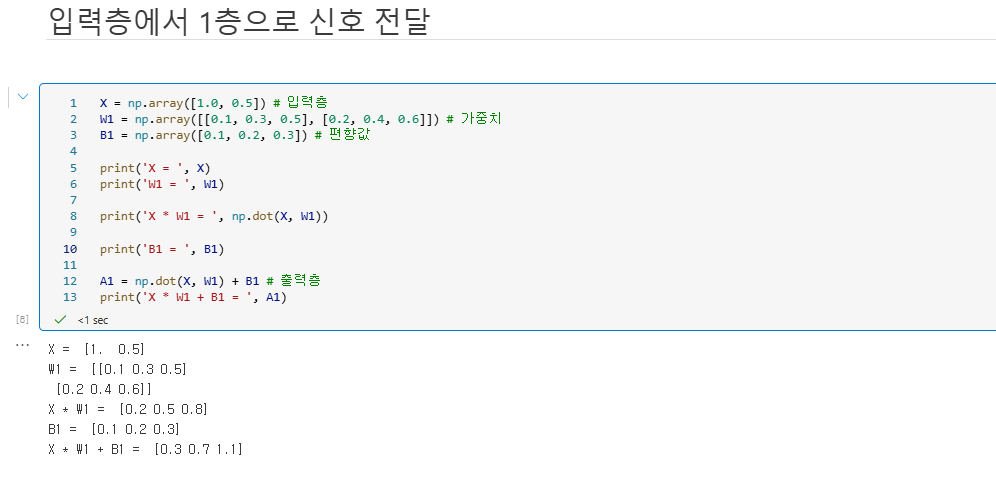 입력층에서 1층으로 신호 전달
1 X = np.array([1.0, 0.5]) # 입력층
2 W1 = np.array([[0.1, 0.3, 0.5], [0.2, 0.4, 0.6]]) # 가중치
3 B1 = np.array([0.1, 0.2, 0.3]) # 편향값
4
5 print('X = ', X)
6 print('W1 = ', W1)
7
8 print('X * W1 = ', np.dot(X, W1))
9
10 print('B1 = ', B1)
11
12 A1 = np.dot(X, W1) + B1 # 출력층
13 print('X * W1 + B1 = ', A1)
[8] <1 sec
X =  [1.  0.5]
W1 =  [[0.1 0.3 0.5]
 [0.2 0.4 0.6]]
X * W1 =  [0.2 0.5 0.8]
B1 =  [0.1 0.2 0.3]
X * W1 + B1 =  [0.3 0.7 1.1]